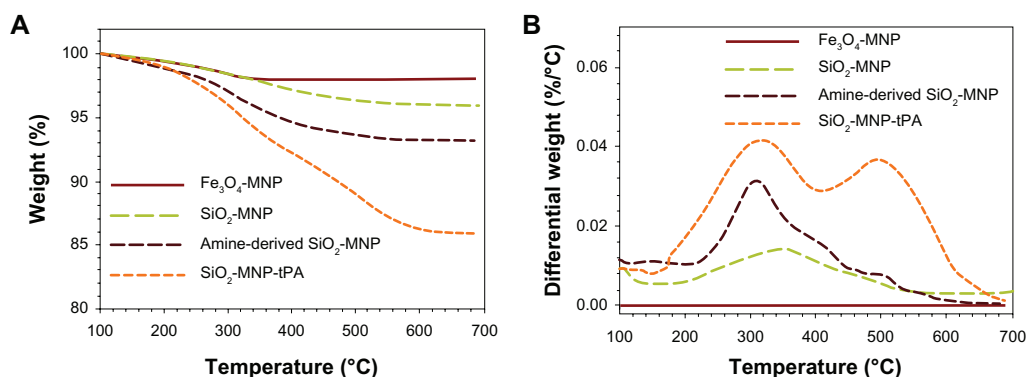 A
Weight (%)
100
95
90
85
80
Fe₃O₄-MNP
SiO₂-MNP
Amine-derived SiO₂-MNP
SiO₂-MNP-tPA
100 200 300 400 500 600 700
Temperature (°C)
B
Differential weight (%/°C)
0.06
0.04
0.02
0.00
Fe₃O₄-MNP
SiO₂-MNP
Amine-derived SiO₂-MNP
SiO₂-MNP-tPA
100 200 300 400 500 600 700
Temperature (°C)